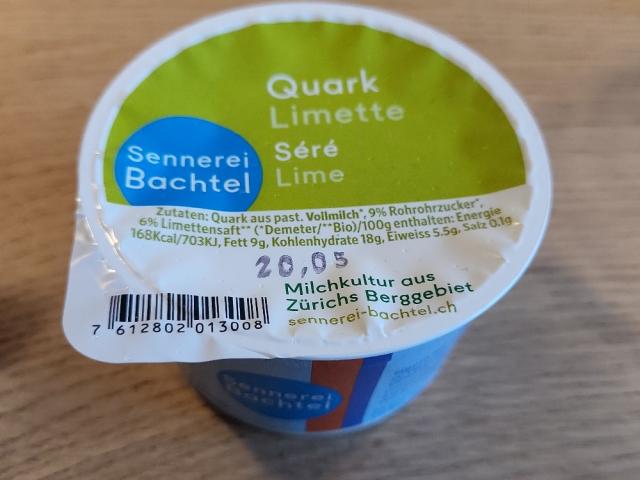 Quark
Limette
Séré
Lime
Sennerei
Bachtel
Zutaten: Quark aus past. Vollmilch*, 9% Rohrohrzucker*,
6% Limettensaft** (*Demeter/**Bio)/100g enthalten: Energie
168Kcal/703KJ, Fett 9g, Kohlenhydrate 18g, Eiweiss 5.5g, Salz 0.1g
20,05
Milchkultur aus
Zürichs Berggebiet
sennerei-bachtel.ch
7 612802 013008
Sennerei
Bachtel